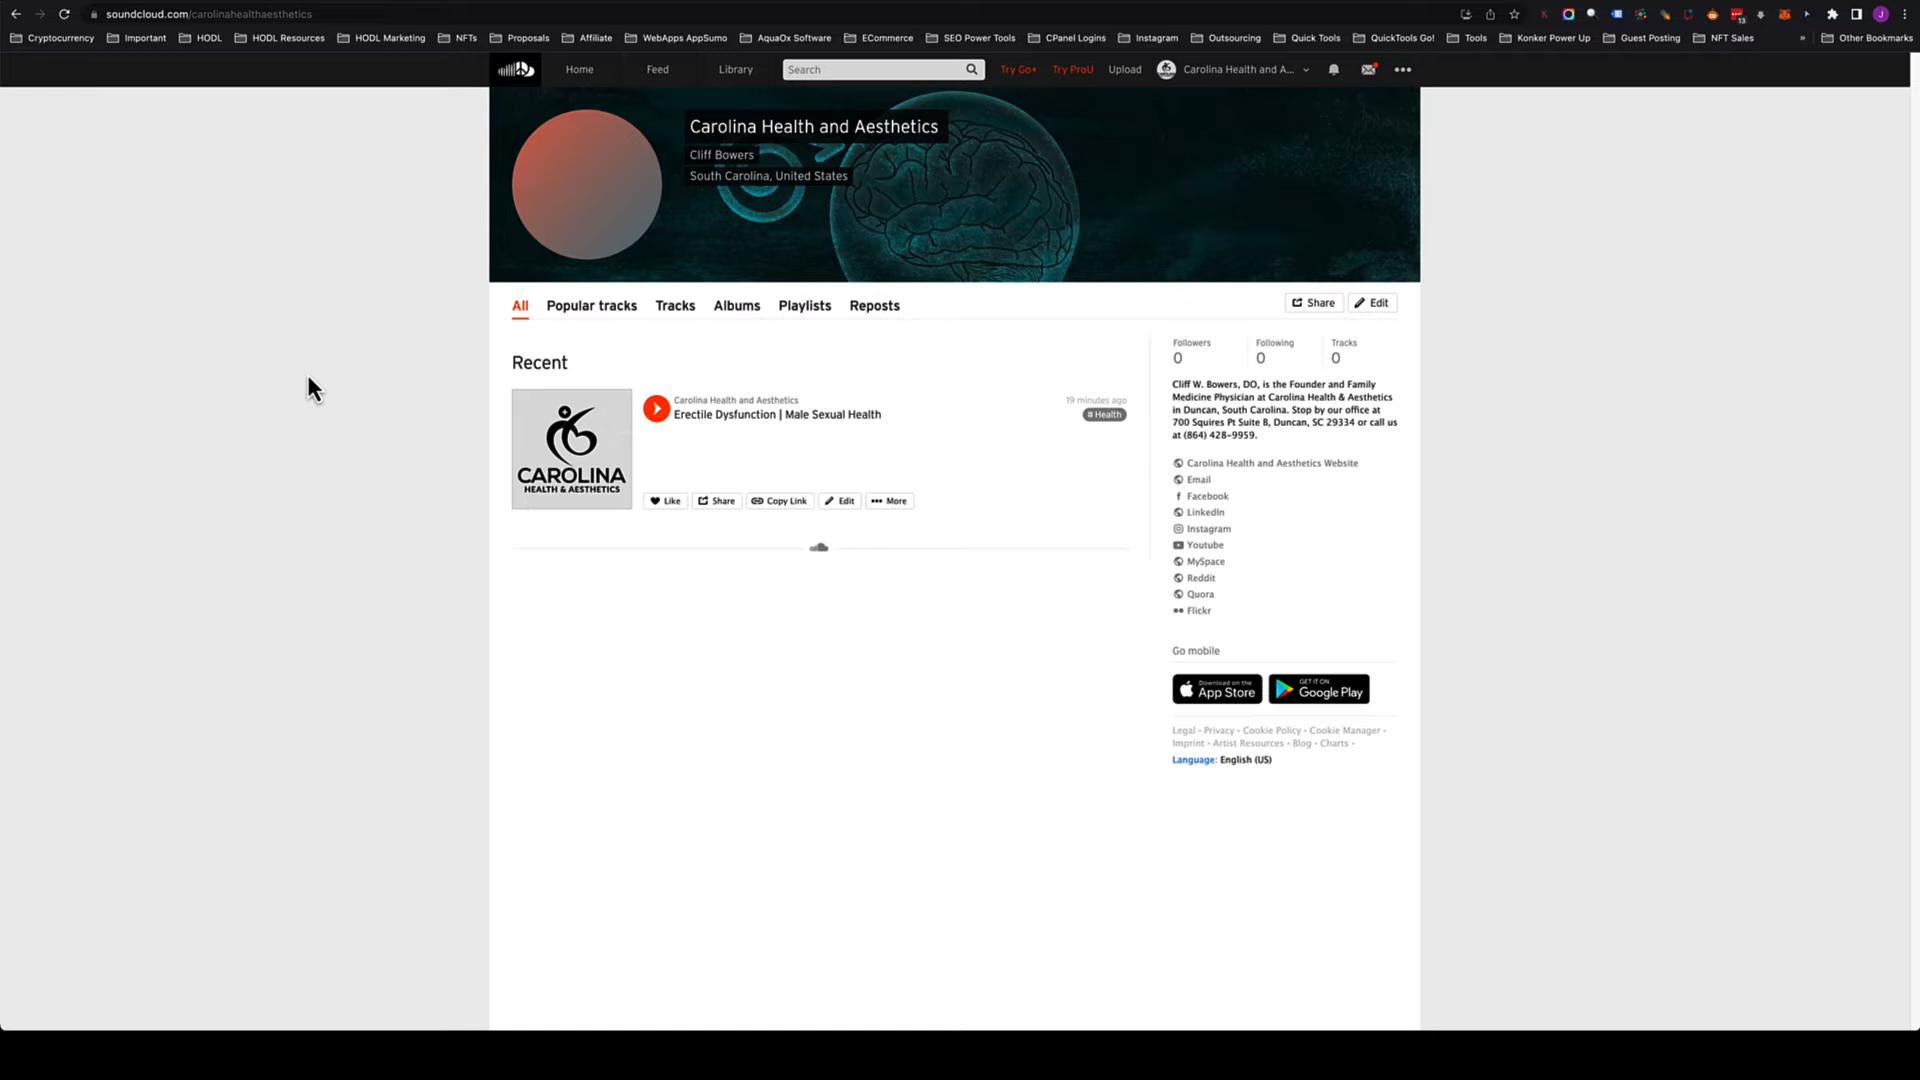 soundcloud.com/carolinahealthaesthetics
13
J
Cryptocurrency Important HODL HODL Resources HODL Marketing NFTs Proposals Affiliate WebApps AppSumo AquaOx Software ECommerce SEO Power Tools CPanel Logins Instagram Outsourcing Quick Tools QuickTools Go! Tools Konker Power Up Guest Posting NFT Sales » Other Bookmarks
Home Feed Library Search Try Go+ Try ProU Upload Carolina Health and A...
Carolina Health and Aesthetics
Cliff Bowers
South Carolina, United States
All Popular tracks Tracks Albums Playlists Reposts Share Edit
Followers Following Tracks
0 0 0
Recent
Carolina Health and Aesthetics 19 minutes ago
Erectile Dysfunction | Male Sexual Health # Health
CAROLINA
HEALTH & AESTHETICS
Like Share Copy Link Edit More
Cliff W. Bowers, DO, is the Founder and Family
Medicine Physician at Carolina Health & Aesthetics
in Duncan, South Carolina. Stop by our office at
700 Squires Pt Suite B, Duncan, SC 29334 or call us
at (864) 428-9959.
Carolina Health and Aesthetics Website
Email
Facebook
LinkedIn
Instagram
Youtube
MySpace
Reddit
Quora
Flickr
Go mobile
Download on the
App Store
GET IT ON
Google Play
Legal - Privacy - Cookie Policy - Cookie Manager -
Imprint - Artist Resources - Blog - Charts -
Language: English (US)